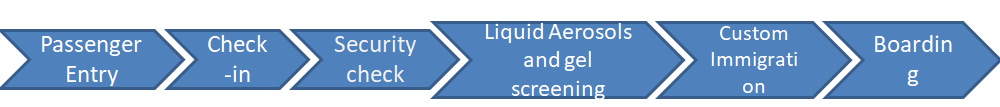 Passenger
Entry
Check
-in
Security
check
Liquid Aerosols
and gel
screening
Custom
Immigrati
on
Boardin
g